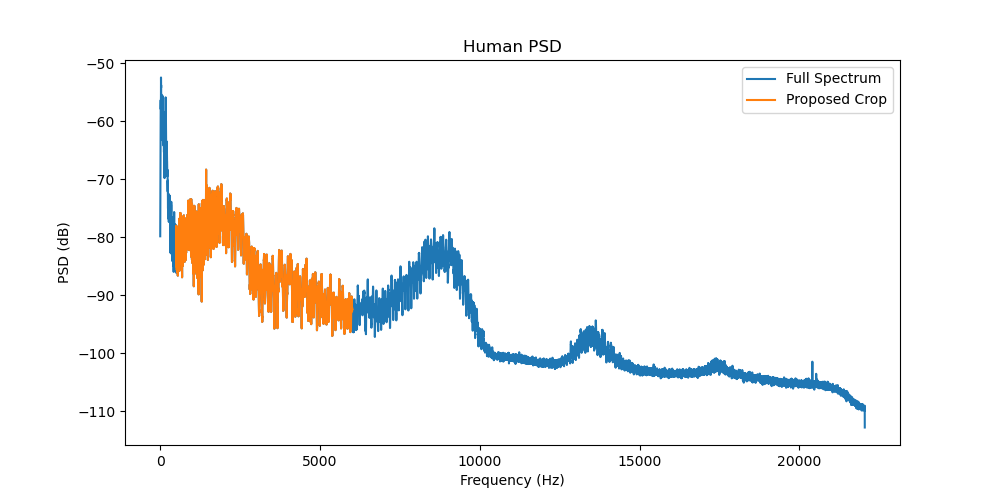 Human PSD
Full Spectrum
Proposed Crop
PSD (dB)
−50
−60
−70
−80
−90
−100
−110
0
5000
10000
15000
20000
Frequency (Hz)